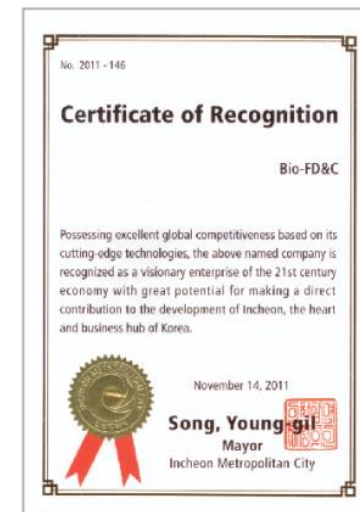 No. 2011 - 146
Certificate of Recognition
Bio-FD&C
Possessing excellent global competitiveness based on its
cutting-edge technologies, the above named company is
recognized as a visionary enterprise of the 21st century
economy with great potential for making a direct
contribution to the development of Incheon, the heart
and business hub of Korea.
November 14, 2011
Song, Young-gil
Mayor
Incheon Metropolitan City